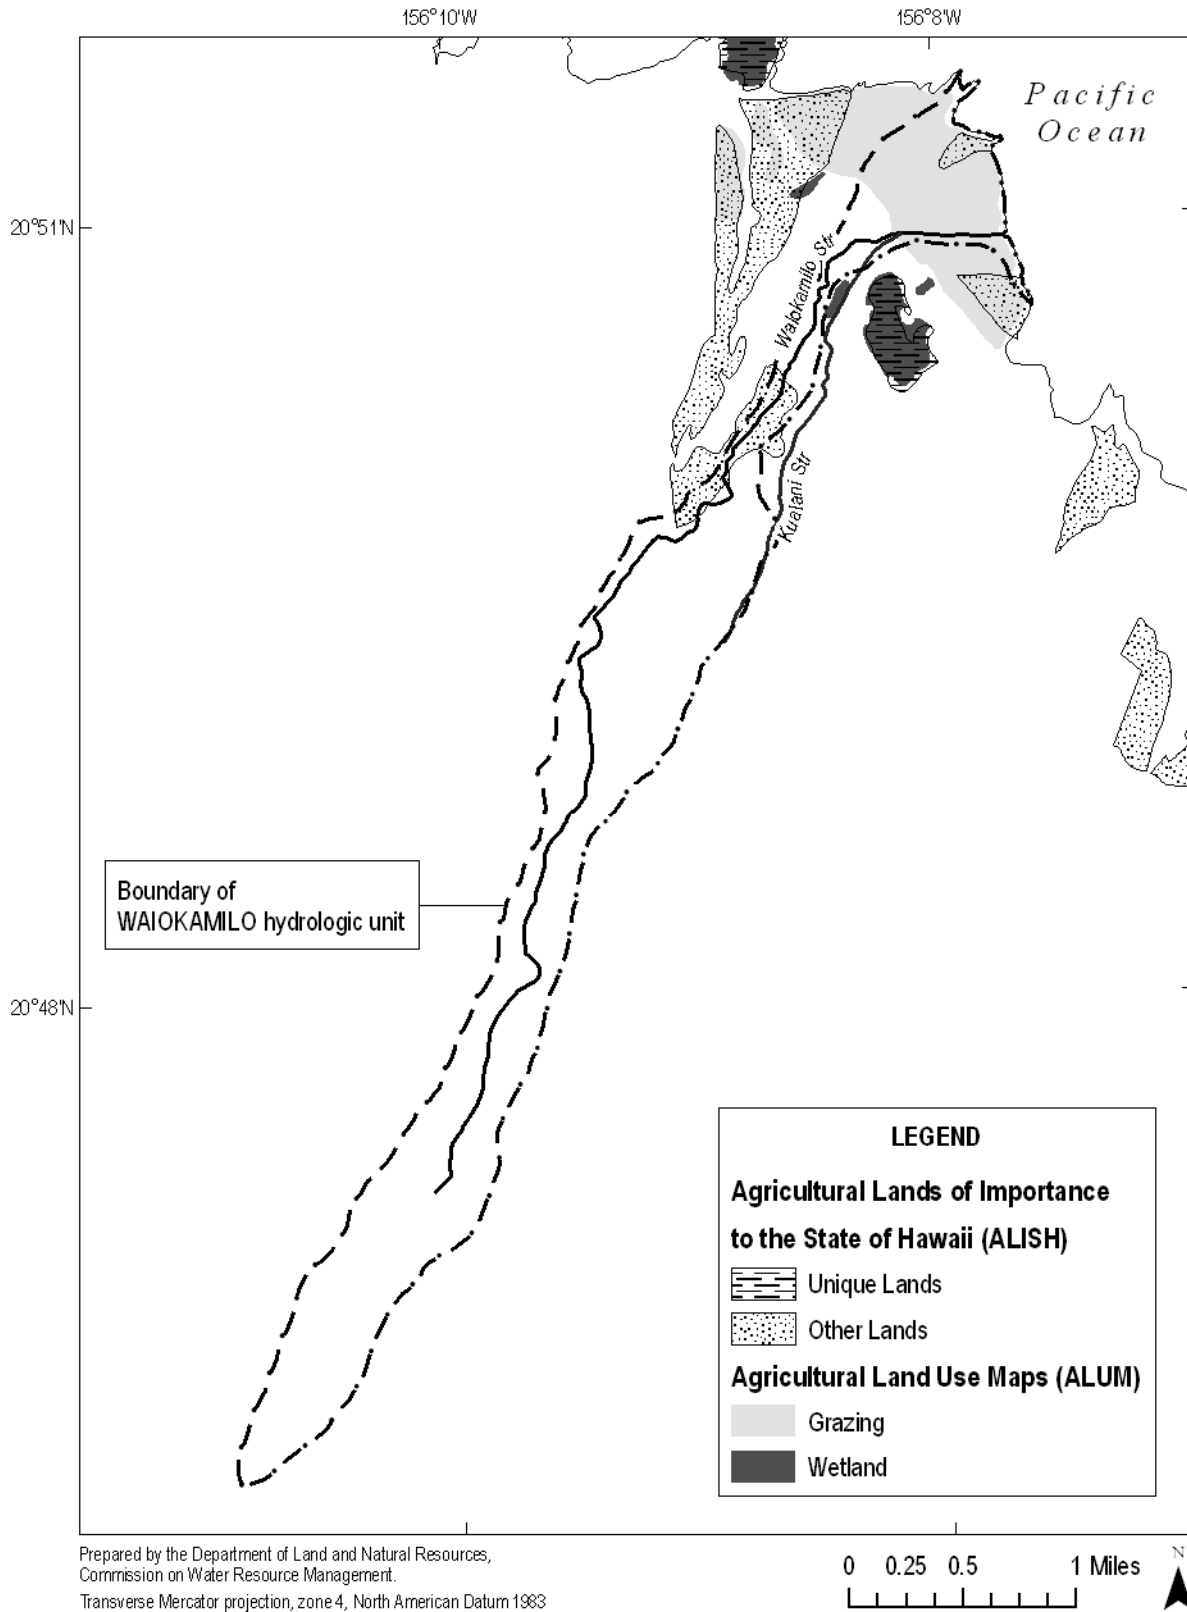 156°10'W
156°8'W
Pacific
Ocean
20°51'N
Waiokamilo Str
Kualani Str
Boundary of
WAIOKAMILO hydrologic unit
20°48'N
LEGEND
Agricultural Lands of Importance
to the State of Hawaii (ALISH)
Unique Lands
Other Lands
Agricultural Land Use Maps (ALUM)
Grazing
Wetland
Prepared by the Department of Land and Natural Resources,
Commission on Water Resource Management.
Transverse Mercator projection, zone 4, North American Datum 1983
0 0.25 0.5 1 Miles
N